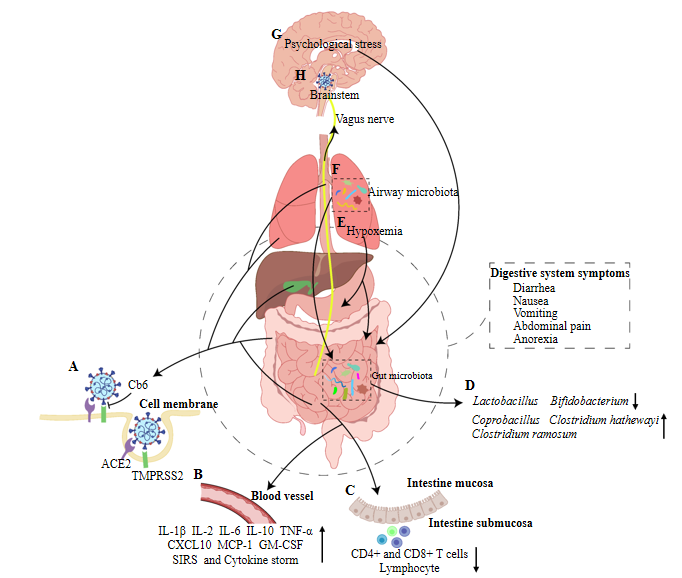 G
Psychological stress
H
Brainstem
Vagus nerve
F
Airway microbiota
E
Hypoxemia
Digestive system symptoms
Diarrhea
Nausea
Vomiting
Abdominal pain
Anorexia
A
Cb6
Cell membrane
ACE2
TMPRSS2
Gut microbiota
D
Lactobacillus Bifidobacterium
Coprobacillus Clostridium hathewayi
Clostridium ramosum
B
Blood vessel
IL-1β IL-2 IL-6 IL-10 TNF-α
CXCL10 MCP-1 GM-CSF
SIRS and Cytokine storm
C
Intestine mucosa
Intestine submucosa
CD4+ and CD8+ T cells
Lymphocyte